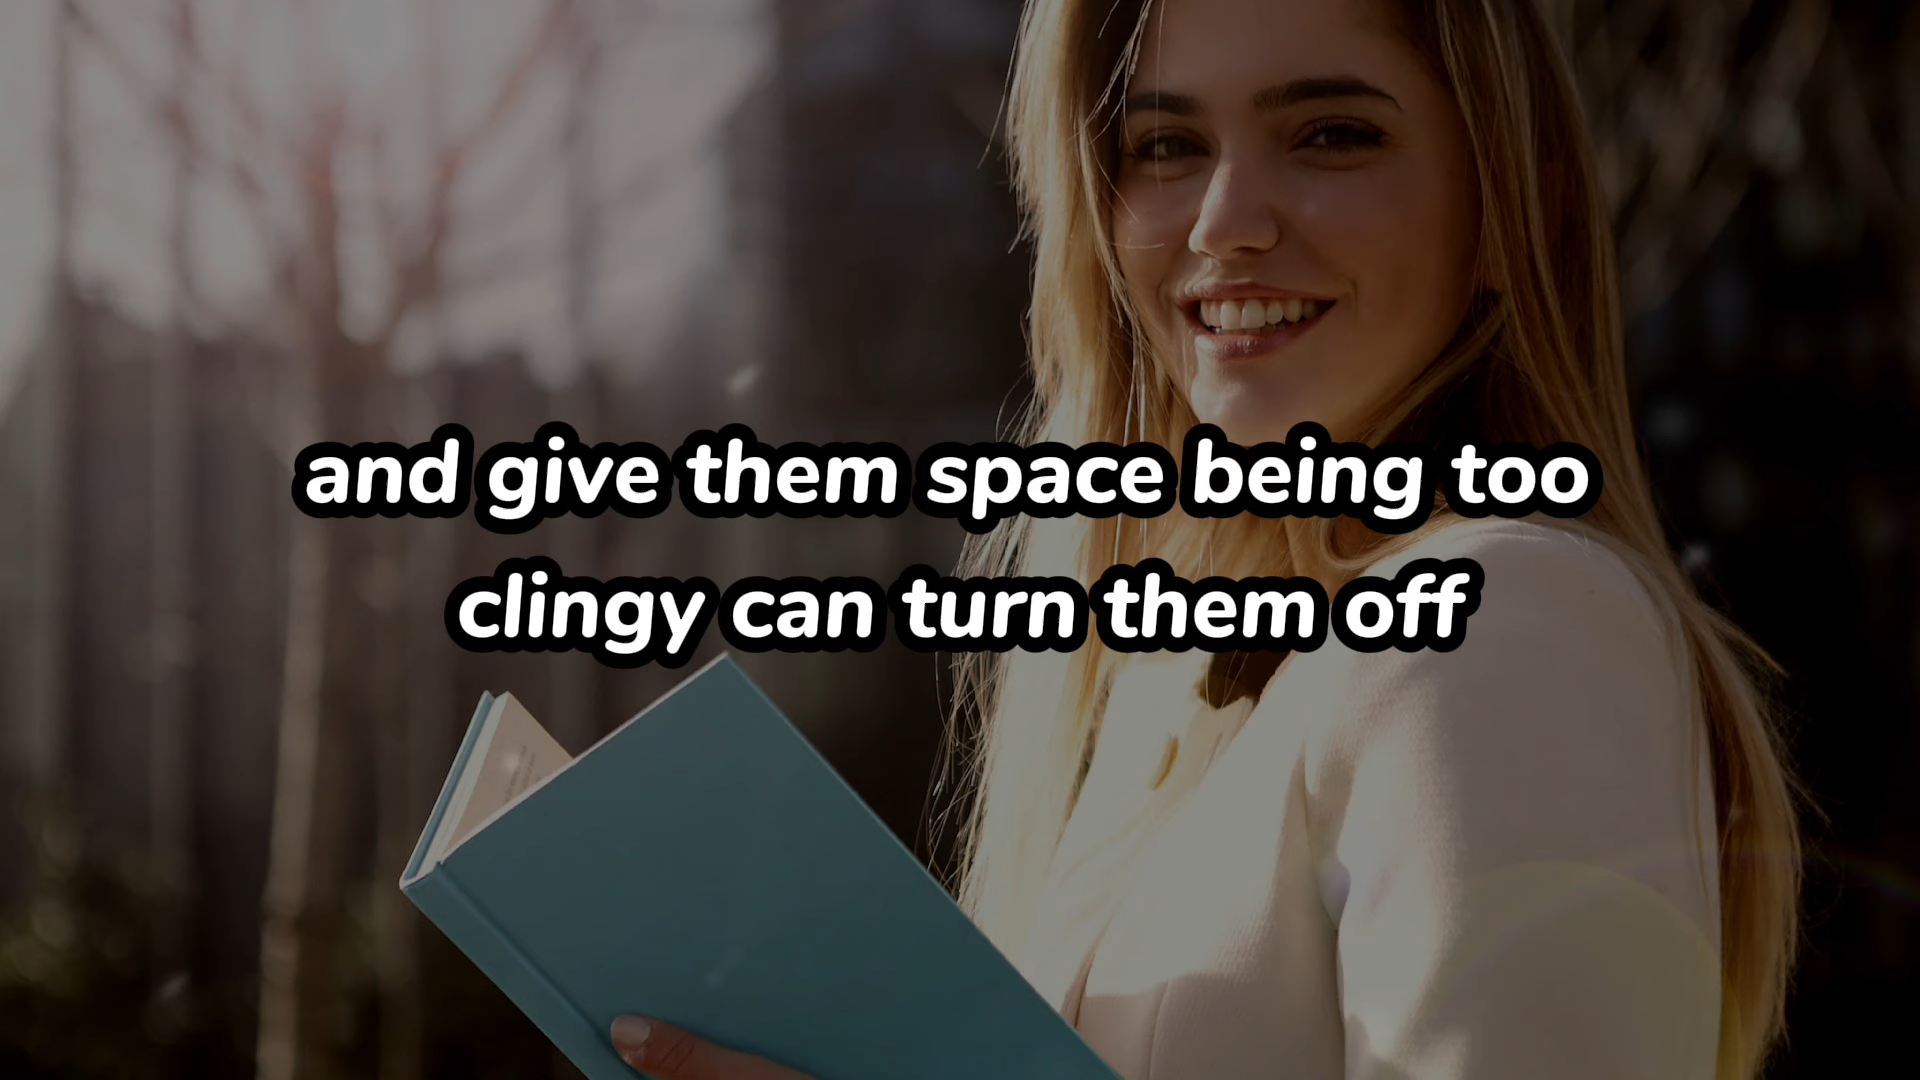 and give them space being too
clingy can turn them off